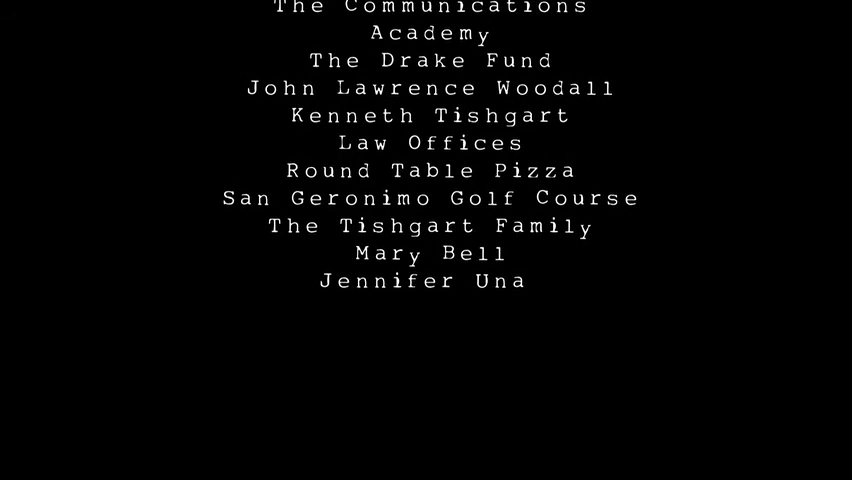 The Communications
Academy
The Drake Fund
John Lawrence Woodall
Kenneth Tishgart
Law Offices
Round Table Pizza
San Geronimo Golf Course
The Tishgart Family
Mary Bell
Jennifer Una